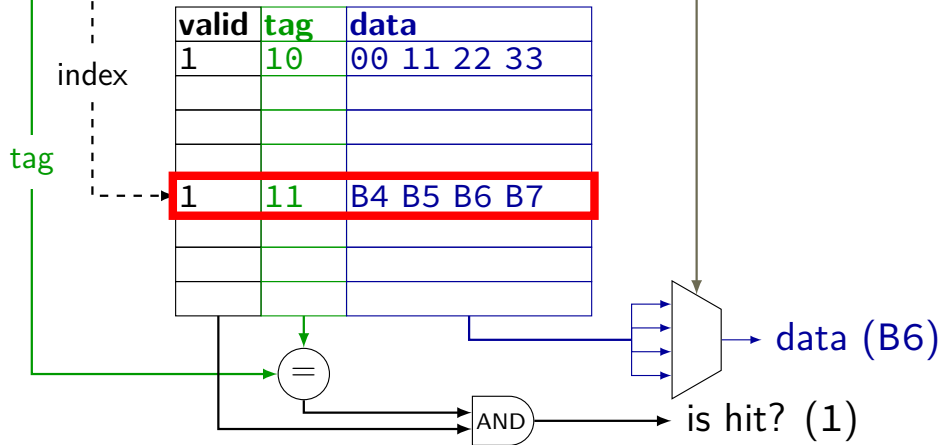 valid tag data
1 10 00 11 22 33
index
tag
1 11 B4 B5 B6 B7
data (B6)
=
AND
is hit? (1)